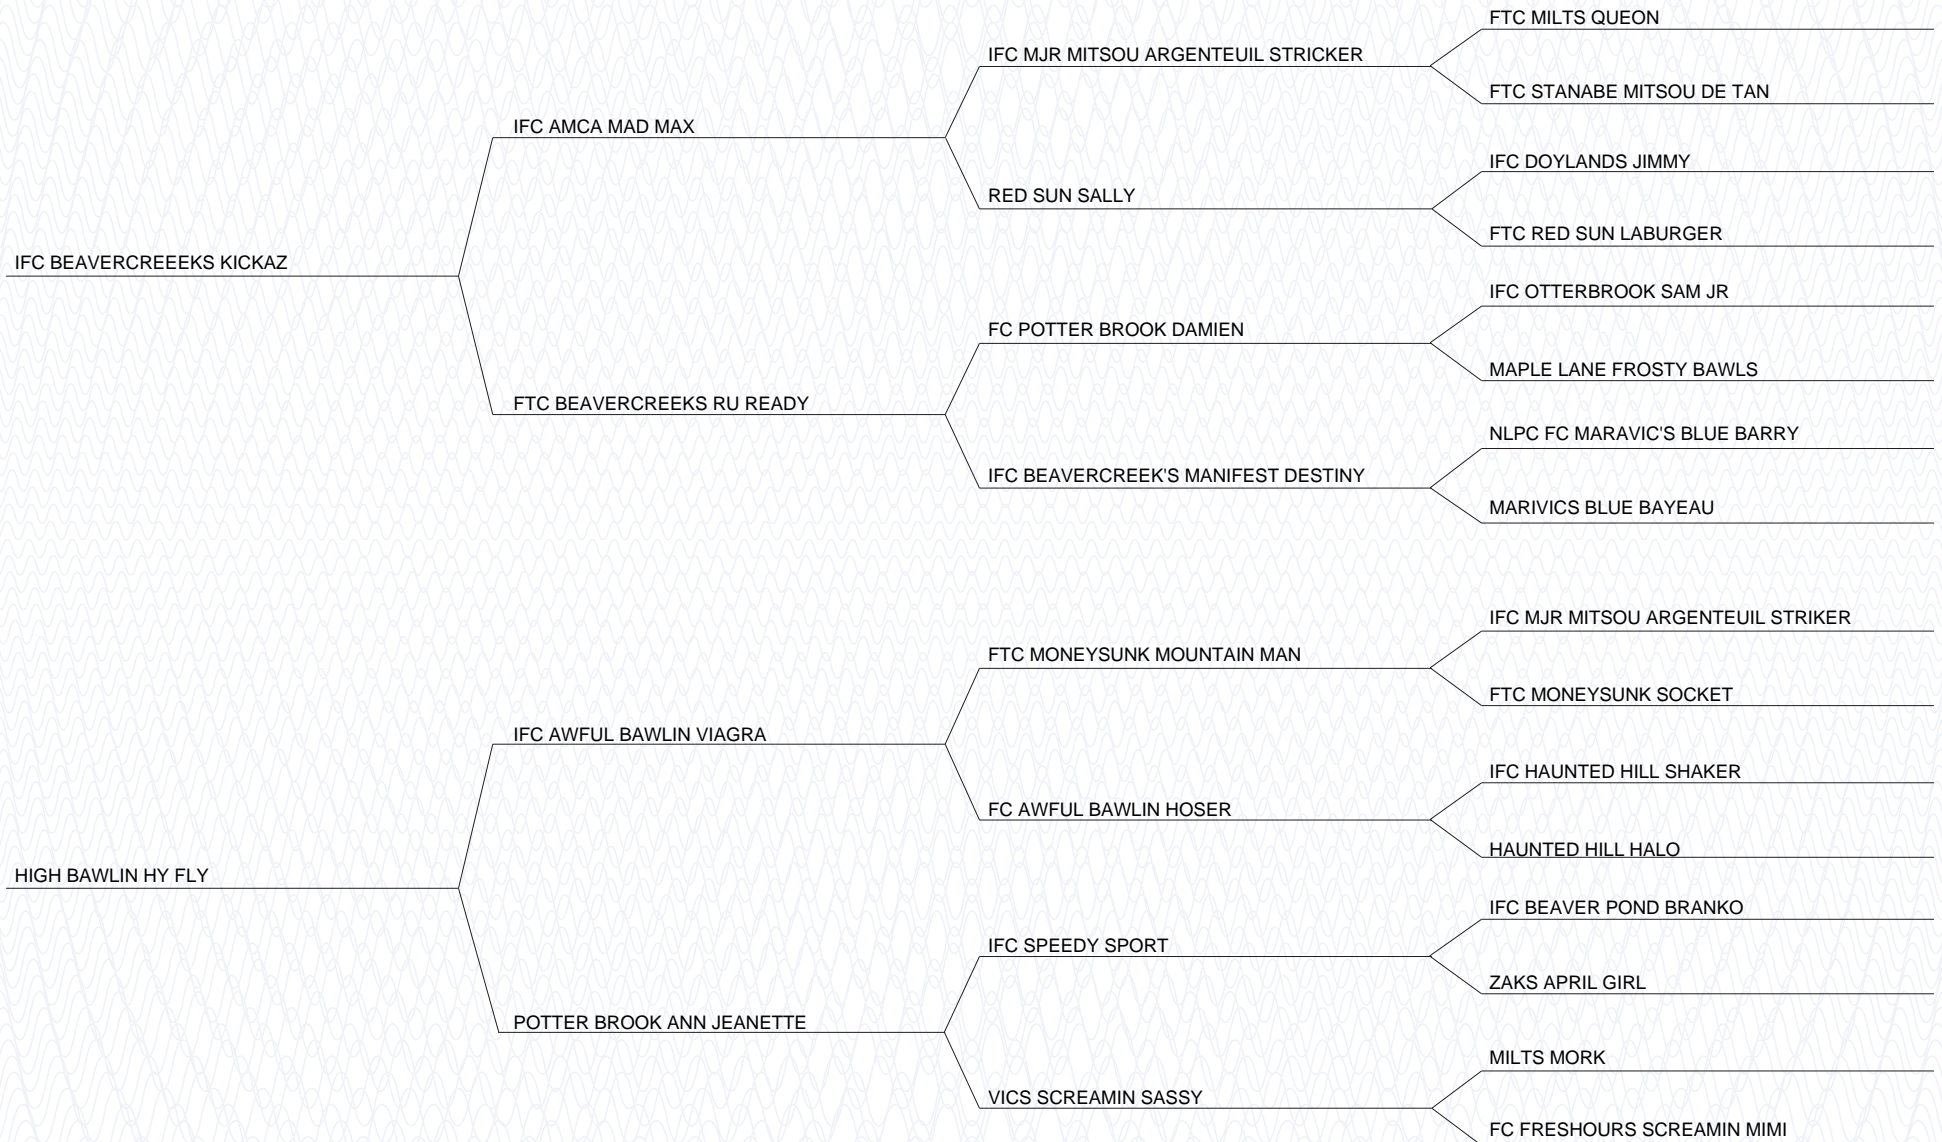 FTC MILTS QUEON
IFC MJR MITSOU ARGENTEUIL STRICKER
FTC STANABE MITSOU DE TAN
IFC AMCA MAD MAX
IFC DOYLANDS JIMMY
RED SUN SALLY
FTC RED SUN LABURGER
IFC BEAVERCREEEKS KICKAZ
IFC OTTERBROOK SAM JR
FC POTTER BROOK DAMIEN
MAPLE LANE FROSTY BAWLS
FTC BEAVERCREEKS RU READY
NLPC FC MARAVIC'S BLUE BARRY
IFC BEAVERCREEK'S MANIFEST DESTINY
MARIVICS BLUE BAYEAU
IFC MJR MITSOU ARGENTEUIL STRIKER
FTC MONEYSUNK MOUNTAIN MAN
FTC MONEYSUNK SOCKET
IFC AWFUL BAWLIN VIAGRA
IFC HAUNTED HILL SHAKER
FC AWFUL BAWLIN HOSER
HAUNTED HILL HALO
HIGH BAWLIN HY FLY
IFC BEAVER POND BRANKO
IFC SPEEDY SPORT
ZAKS APRIL GIRL
POTTER BROOK ANN JEANETTE
MILTS MORK
VICS SCREAMIN SASSY
FC FRESHOURS SCREAMIN MIMI